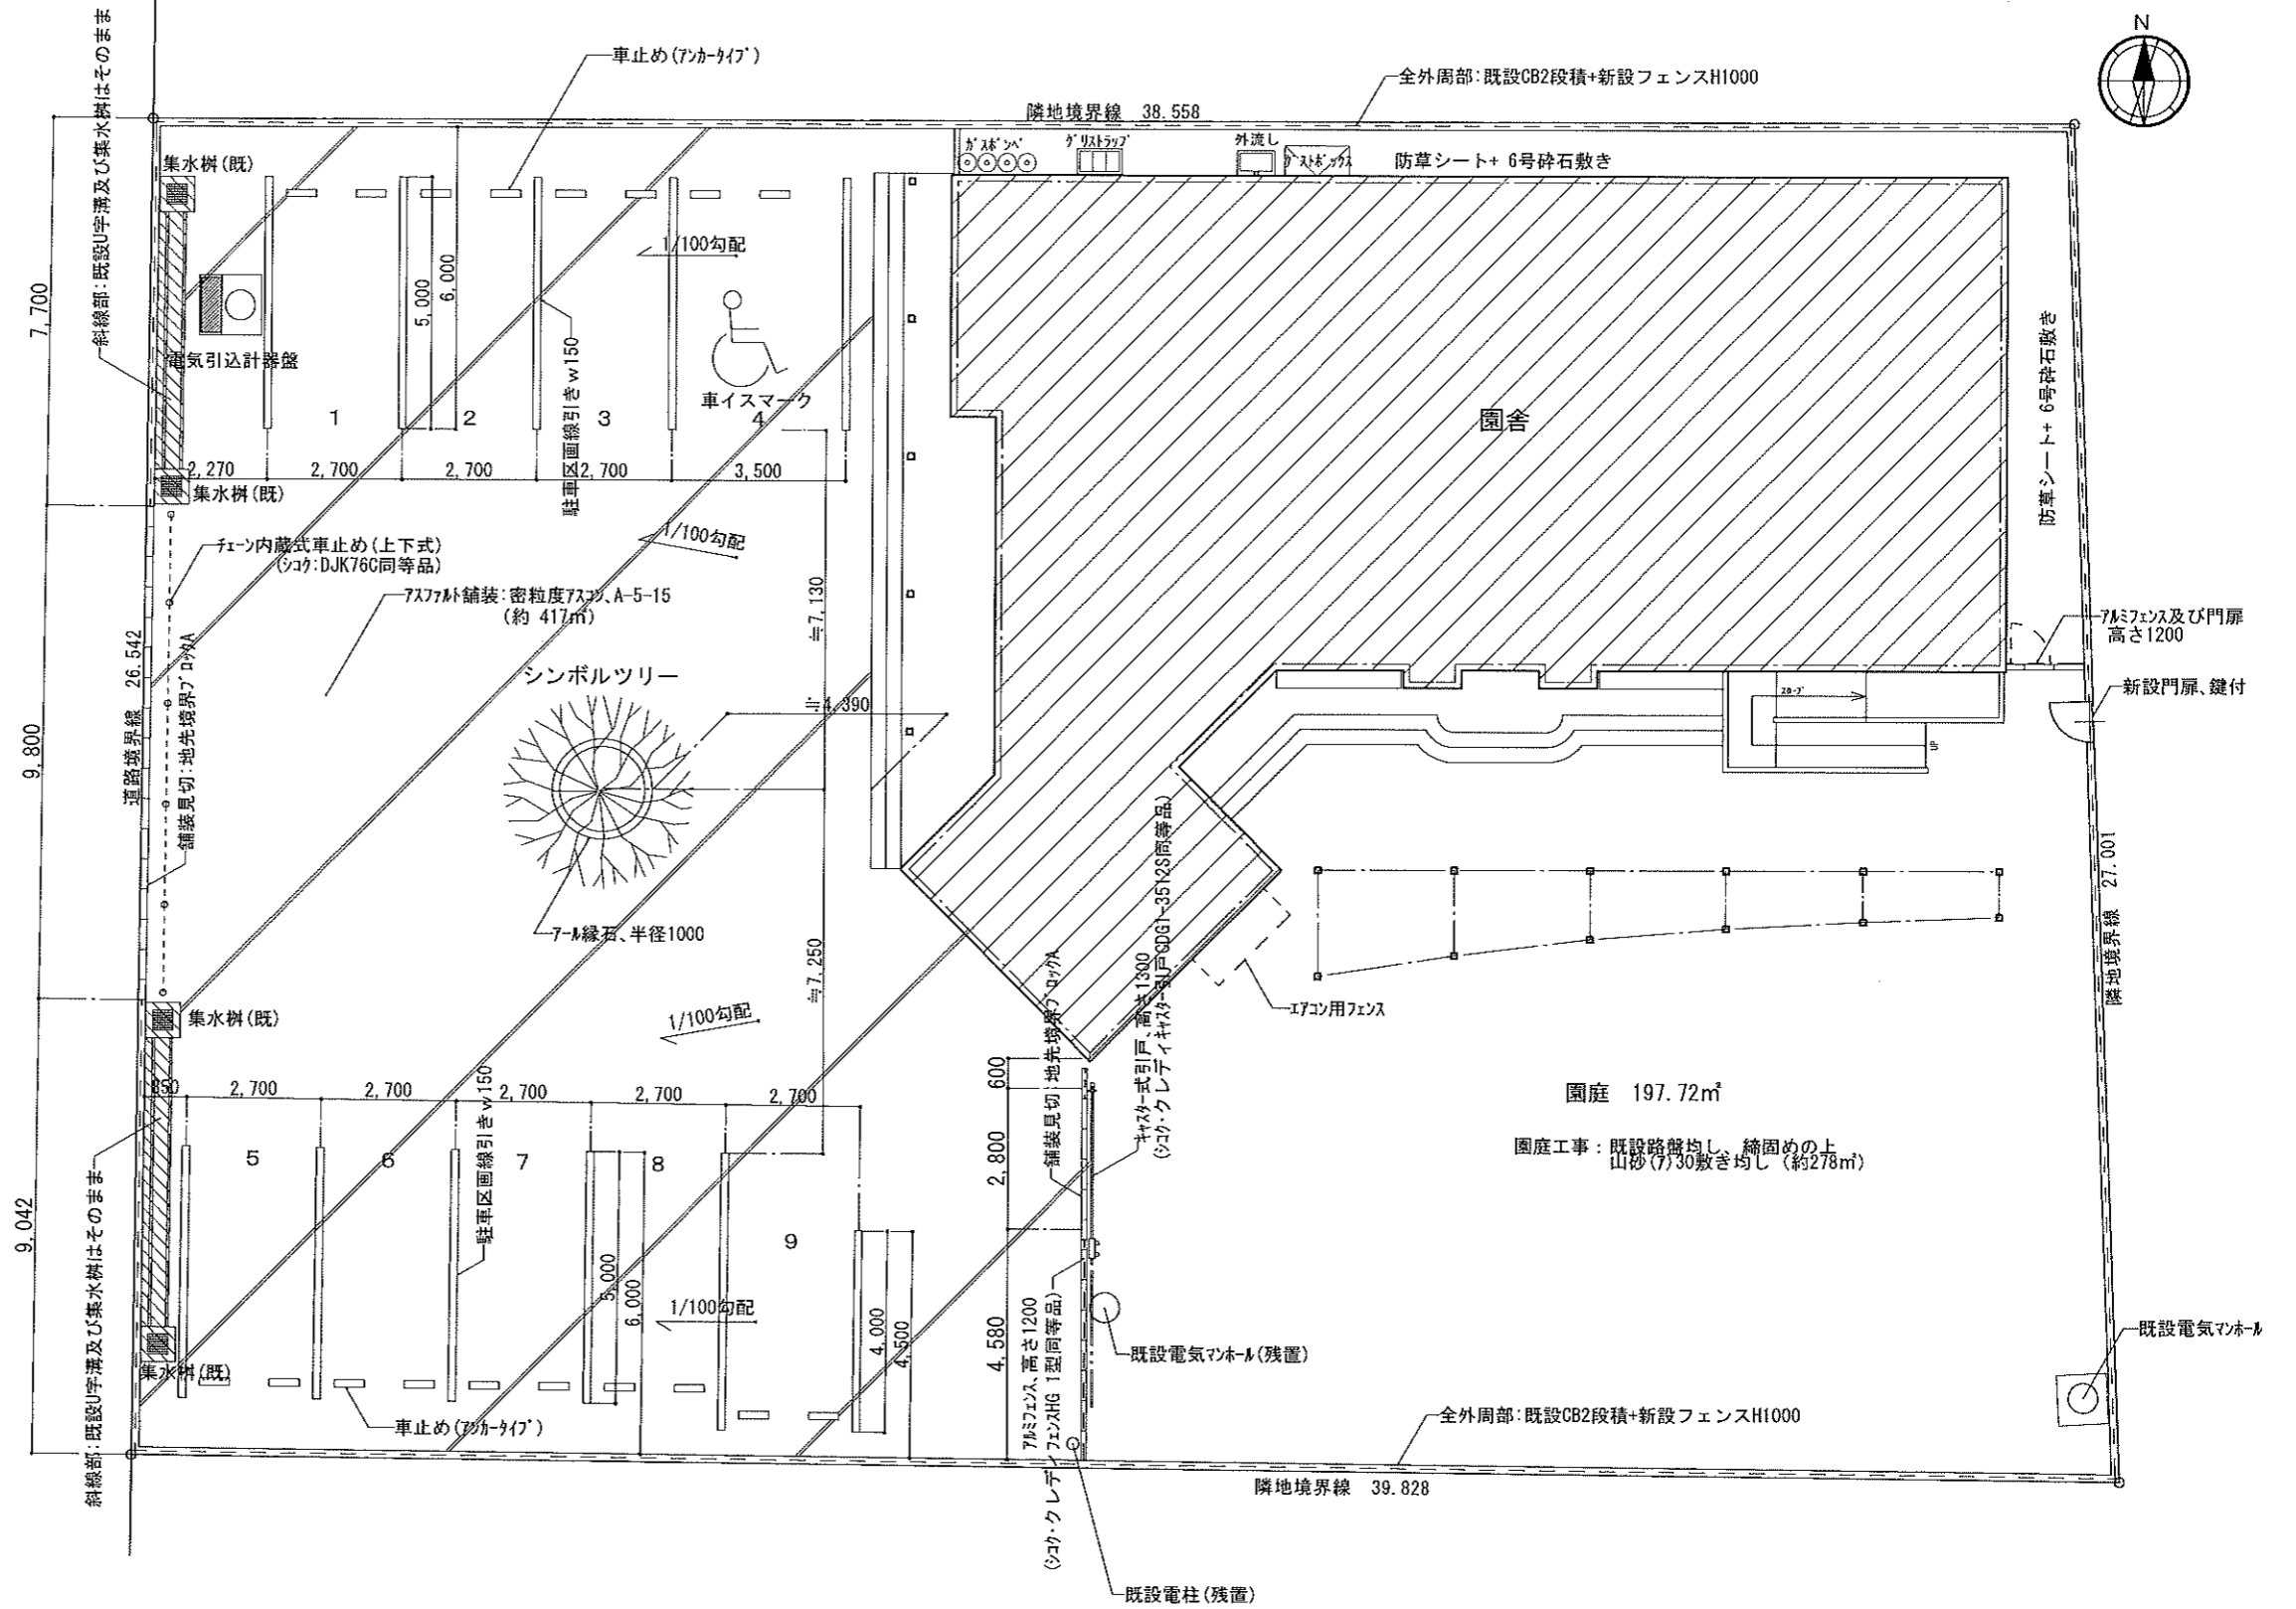 N
車止め(ｱﾝｶｰﾀｲﾌﾟ)
全外周部：既設CB2段積+新設フェンスH1000
隣地境界線 38.558
斜線部：既設U字溝及び集水桝はそのまま
集水桝(既)
ｶﾞｽﾎﾞﾝﾍﾞ
ｸﾞﾘｽﾄﾗｯﾌﾟ
外流し
ﾀﾞｽﾄﾎﾞｯｸｽ
防草シート+ 6号砕石敷き
1/100勾配
5,000
6,000
7,700
電気引込計器盤
駐車区画線引きｗ150
車イスマーク
1
2
3
4
園舎
防草シート+ 6号砕石敷き
2,270
2,700
2,700
2,700
3,500
集水桝(既)
チェーン内蔵式車止め(上下式)
(ｼｺｸ:DJK76C同等品)
1/100勾配
ｱｽﾌｧﾙﾄ舗装：密粒度ｱｽｺﾝ、A-5-15
(約 417㎡)
≒7,130
ｱﾙﾐﾌｪﾝｽ及び門扉
高さ1200
道路境界線 26.542
舗装見切：地先境界ﾌﾞﾛｯｸA
シンボルツリー
≒4,390
ｽﾛｰﾌﾟ
UP
新設門扉、鍵付
9,800
ｱｰﾙ縁石、半径1000
≒7,250
隣地境界線 27.001
集水桝(既)
1/100勾配
舗装見切：地先境界ﾌﾞﾛｯｸA
ｷｬｽﾀｰ式引戸、高さ1300
(ｼｺｸ・クレディｷｬｽﾀｰ引戸CDG1-3512S同等品)
ｴｱｺﾝ用ﾌｪﾝｽ
850
2,700
2,700
2,700
2,700
2,700
600
2,800
4,580
園庭 197.72㎡
園庭工事：既設路盤均し、締固めの上
山砂(ｱ)30敷き均し (約278㎡)
5
6
7
8
9
駐車区画線引きｗ150
9,042
斜線部：既設U字溝及び集水桝はそのまま
5,000
6,000
1/100勾配
4,000
4,500
ｱﾙﾐﾌｪﾝｽ、高さ1200
(ｼｺｸ・クレディフェンスHG 1型同等品)
既設電気ﾏﾝﾎｰﾙ(残置)
既設電気ﾏﾝﾎｰﾙ
集水桝(既)
車止め(ｱﾝｶｰﾀｲﾌﾟ)
全外周部：既設CB2段積+新設フェンスH1000
隣地境界線 39.828
既設電柱(残置)